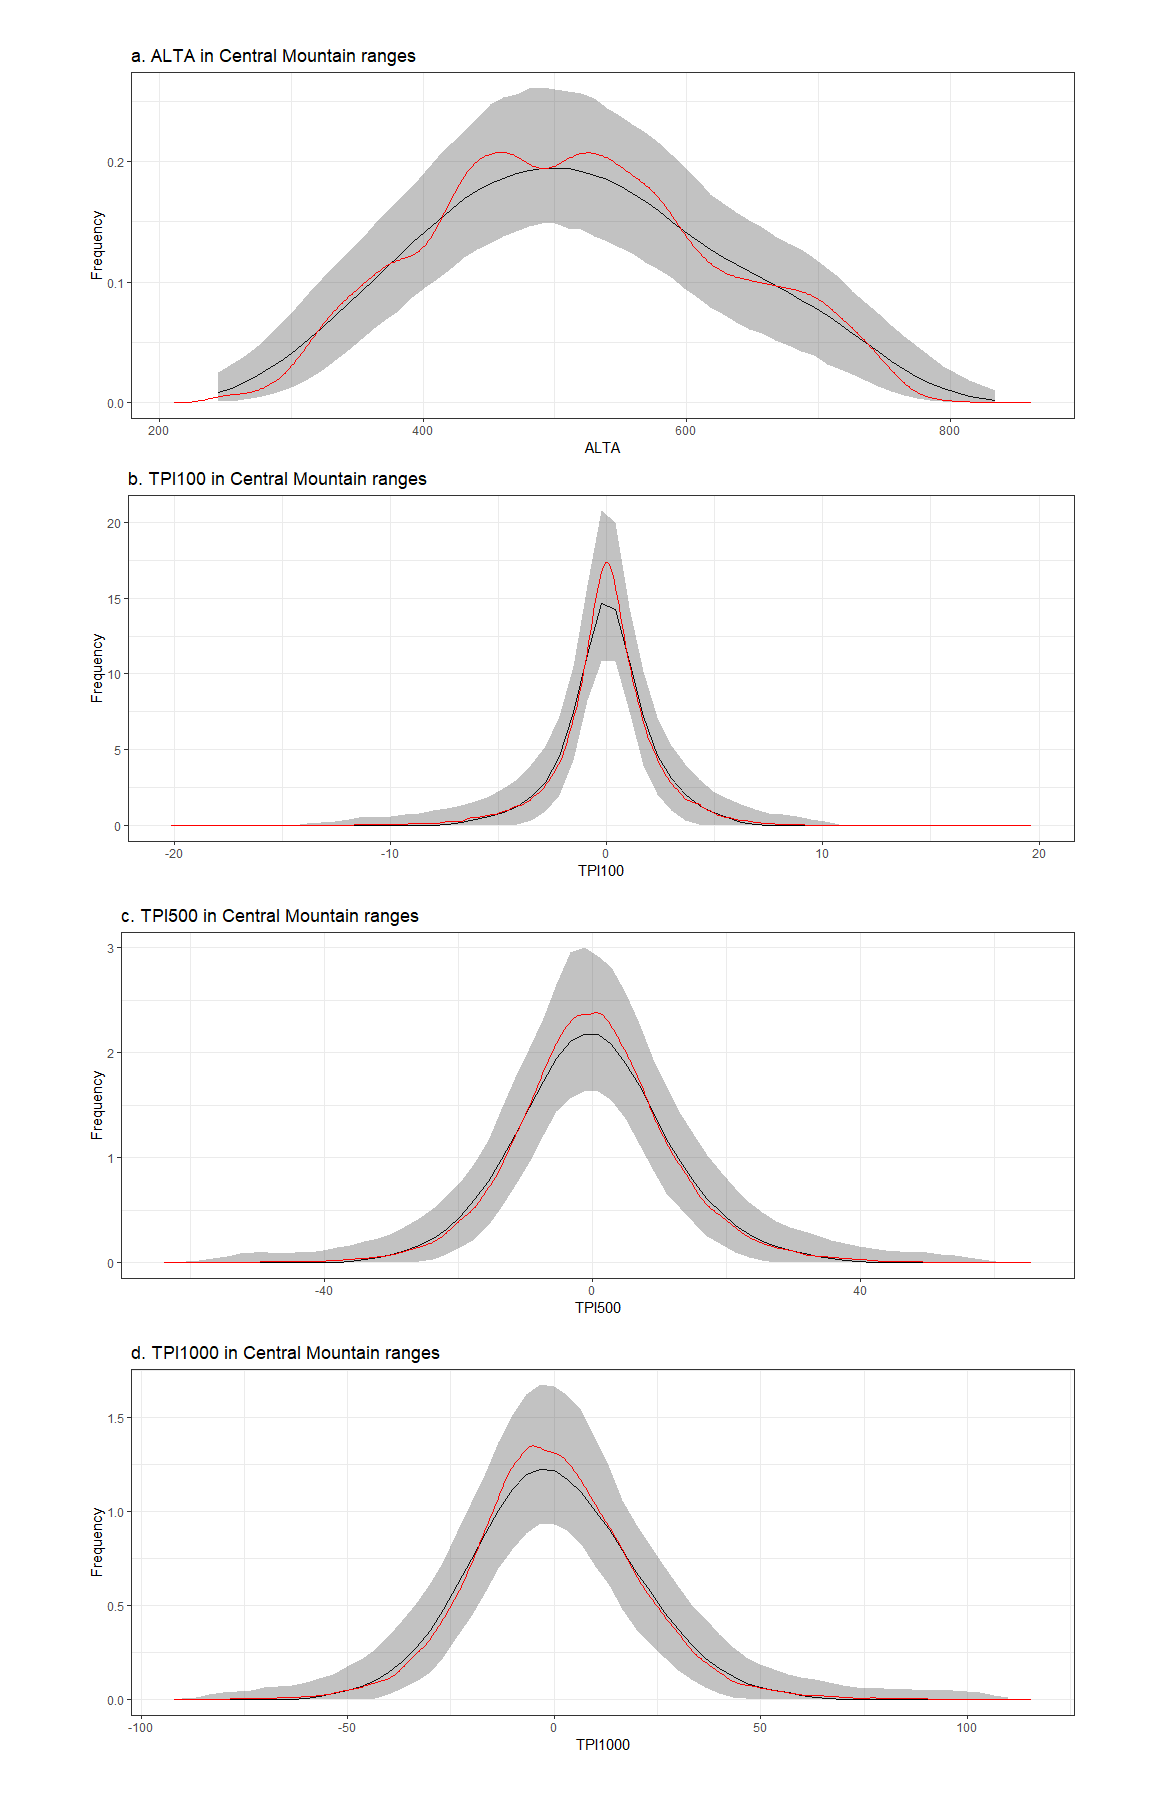 a. ALTA in Central Mountain ranges
Frequency
0.2
0.1
0.0
200 400 600 800
ALTA
b. TPI100 in Central Mountain ranges
Frequency
20
15
10
5
0
-20 -10 0 10 20
TPI100
c. TPI500 in Central Mountain ranges
Frequency
3
2
1
0
-40 0 40
TPI500
d. TPI1000 in Central Mountain ranges
Frequency
1.5
1.0
0.5
0.0
-100 -50 0 50 100
TPI1000